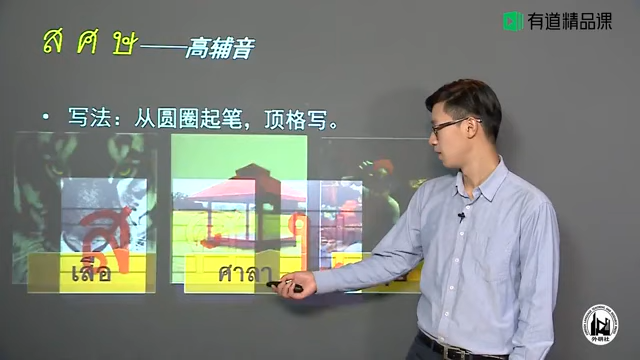 有道精品课
ส ศ ษ——高辅音
• 写法：从圆圈起笔，顶格写。
เสือ
ศาลา
外研社